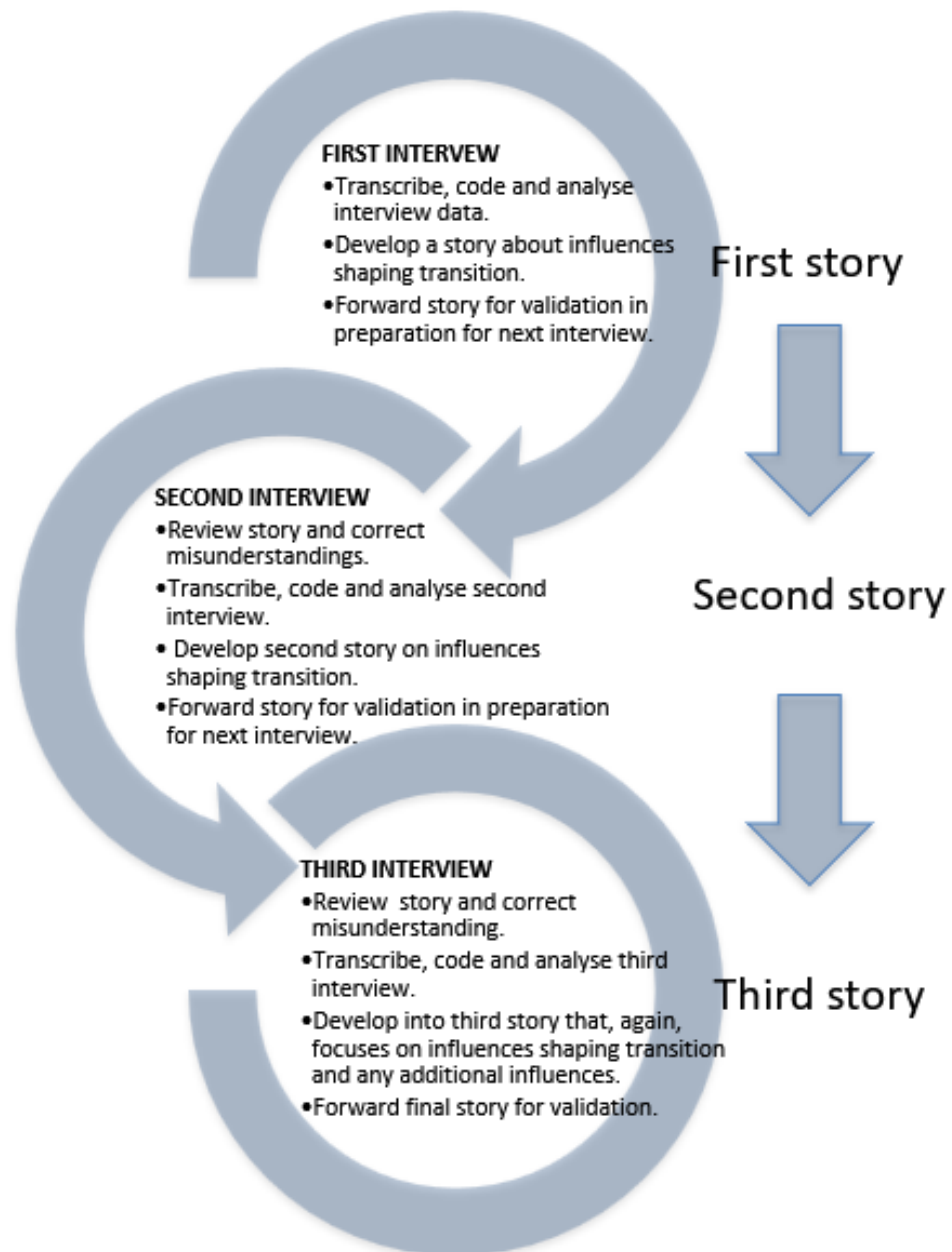 FIRST INTERVEW
•Transcribe, code and analyse
interview data.
•Develop a story about influences
shaping transition.
•Forward story for validation in
preparation for next interview.
First story
SECOND INTERVIEW
•Review story and correct
misunderstandings.
•Transcribe, code and analyse second
interview.
• Develop second story on influences
shaping transition.
•Forward story for validation in preparation
for next interview.
Second story
THIRD INTERVIEW
•Review  story and correct
misunderstanding.
•Transcribe, code and analyse third
interview.
•Develop into third story that, again,
focuses on influences shaping transition
and any additional influences.
•Forward final story for validation.
Third story